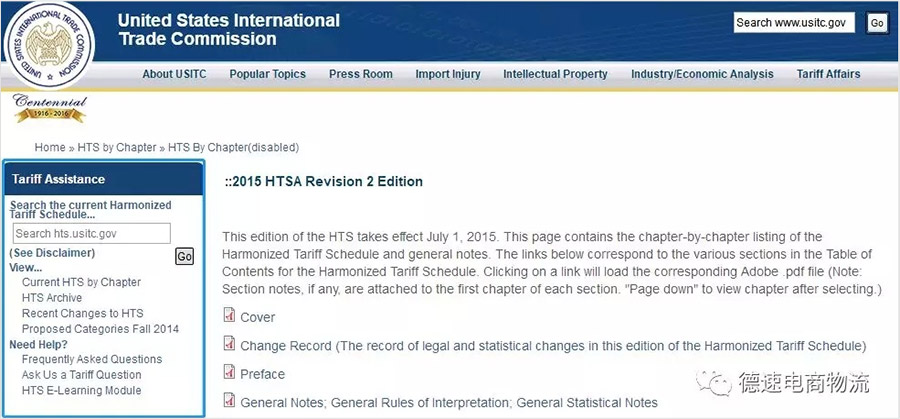 UNITED STATES INTERNATIONAL TRADE COMMISSION
United States International
Trade Commission
Search www.usitc.gov
Go
About USITC
Popular Topics
Press Room
Import Injury
Intellectual Property
Industry/Economic Analysis
Tariff Affairs
Centennial
1916 - 2016
Home » HTS by Chapter » HTS By Chapter(disabled)
Tariff Assistance
Search the current Harmonized
Tariff Schedule...
Search hts.usitc.gov
(See Disclaimer)
Go
View...
Current HTS by Chapter
HTS Archive
Recent Changes to HTS
Proposed Categories Fall 2014
Need Help?
Frequently Asked Questions
Ask Us a Tariff Question
HTS E-Learning Module
::2015 HTSA Revision 2 Edition
This edition of the HTS takes effect July 1, 2015. This page contains the chapter-by-chapter listing of the
Harmonized Tariff Schedule and general notes. The links below correspond to the various sections in the Table of
Contents for the Harmonized Tariff Schedule. Clicking on a link will load the corresponding Adobe .pdf file (Note:
Section notes, if any, are attached to the first chapter of each section. "Page down" to view chapter after selecting.)
Cover
Change Record (The record of legal and statistical changes in this edition of the Harmonized Tariff Schedule)
Preface
General Notes; General Rules of Interpretation; General Statistical Notes
德速电商物流